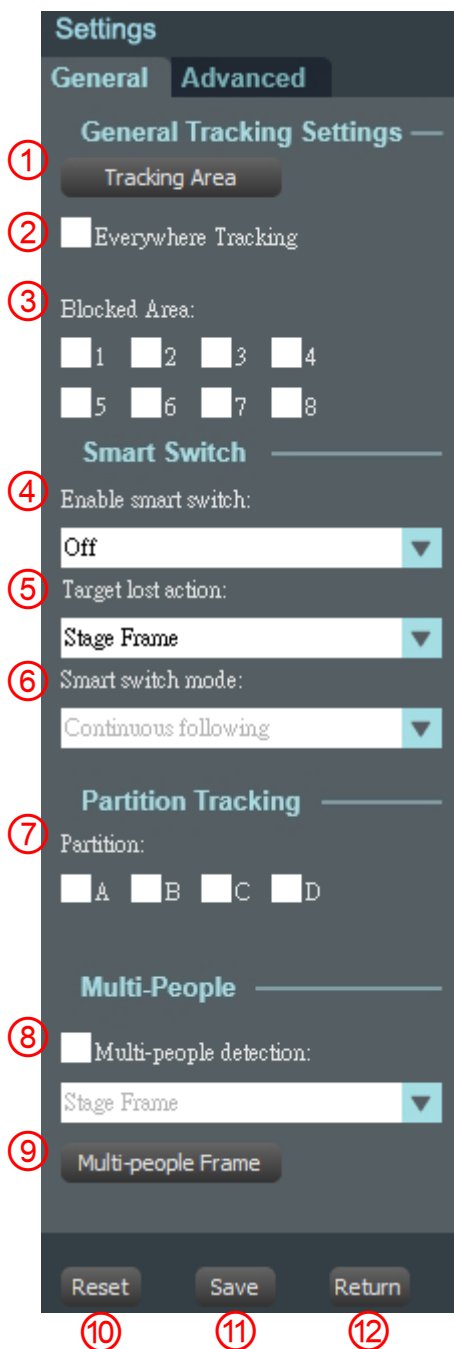 Settings
General Advanced
General Tracking Settings
① Tracking Area
② Everywhere Tracking
③ Blocked Area:
1 2 3 4
5 6 7 8
Smart Switch
④ Enable smart switch:
Off
⑤ Target lost action:
Stage Frame
⑥ Smart switch mode:
Continuous following
Partition Tracking
⑦ Partition:
A B C D
Multi-People
⑧ Multi-people detection:
Stage Frame
⑨ Multi-people Frame
Reset Save Return
⑩ ⑪ ⑫